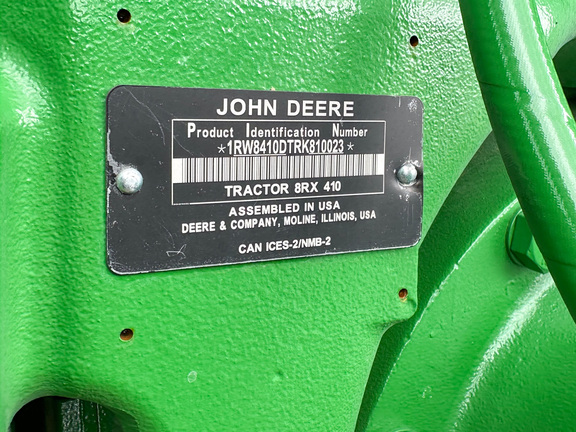 JOHN DEERE
Product Identification Number
*1RW8410DTRK810023*
TRACTOR 8RX 410
ASSEMBLED IN USA
DEERE & COMPANY, MOLINE, ILLINOIS, USA
CAN ICES-2/NMB-2